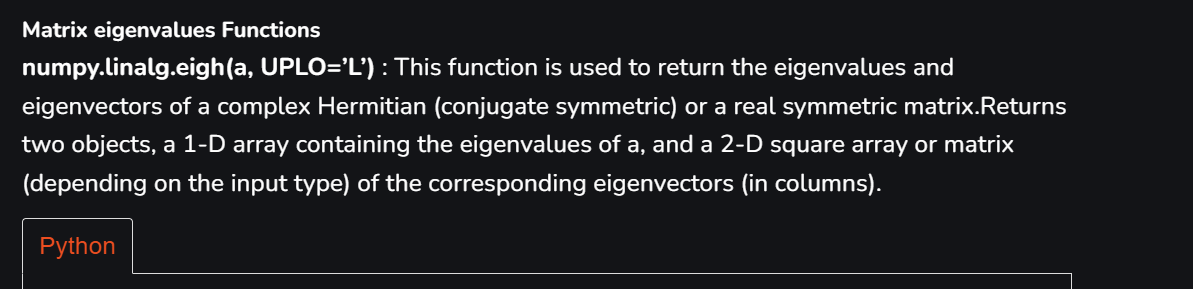 Matrix eigenvalues Functions
numpy.linalg.eigh(a, UPLO=’L’) : This function is used to return the eigenvalues and
eigenvectors of a complex Hermitian (conjugate symmetric) or a real symmetric matrix.Returns
two objects, a 1-D array containing the eigenvalues of a, and a 2-D square array or matrix
(depending on the input type) of the corresponding eigenvectors (in columns).
Python